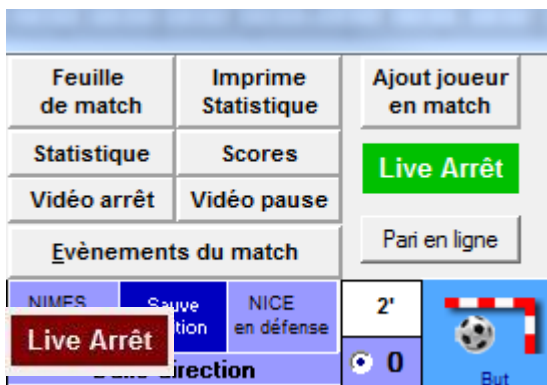 Feuille
de match
Imprime
Statistique
Ajout joueur
en match
Statistique
Scores
Live Arrêt
Vidéo arrêt
Vidéo pause
Evènements du match
Pari en ligne
NIMES
NICE
en défense
2'
Live Arrêt
0
But